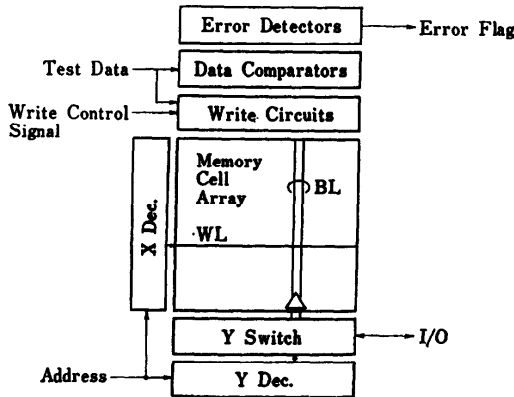 Error Detectors
Error Flag
Test Data
Data Comparators
Write Control
Signal
Write Circuits
Memory
Cell
Array
BL
X Dec.
WL
Y Switch
I/O
Address
Y Dec.